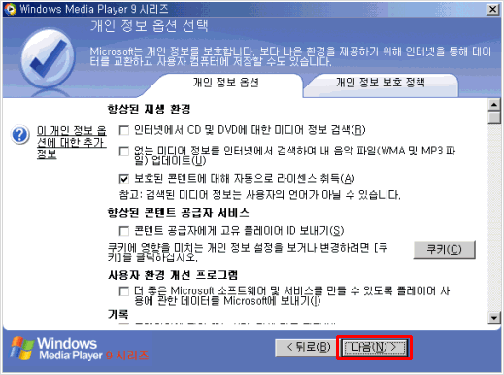 Windows Media Player 9 시리즈
개인 정보 옵션 선택
Microsoft는 개인 정보를 보호합니다. 보다 나은 환경을 제공하기 위해 인터넷을 통해 데이
터를 교환하고 사용자 컴퓨터에 저장할 수도 있습니다.
개인 정보 옵션
개인 정보 보호 정책
이 개인 정보 옵
션에 대한 추가
정보
향상된 재생 환경
인터넷에서 CD 및 DVD에 대한 미디어 정보 검색(R)
없는 미디어 정보를 인터넷에서 검색하여 내 음악 파일(WMA 및 MP3 파
일) 업데이트(U)
보호된 콘텐트에 대해 자동으로 라이센스 취득(A)
참고: 검색된 미디어 정보는 사용자의 언어가 아닐 수 있습니다.
향상된 콘텐트 공급자 서비스
콘텐트 공급자에게 고유 플레이어 ID 보내기(S)
쿠키에 영향을 미치는 개인 정보 설정을 보거나 변경하려면 [쿠
키]를 클릭하십시오.
쿠키(C)
사용자 환경 개선 프로그램
더 좋은 Microsoft 소프트웨어 및 서비스를 만들 수 있도록 플레이어 사
용에 관한 데이터를 Microsoft에 보내기(I)
기록
Windows
Media Player 9 시리즈
< 뒤로(B)
다음(N) >